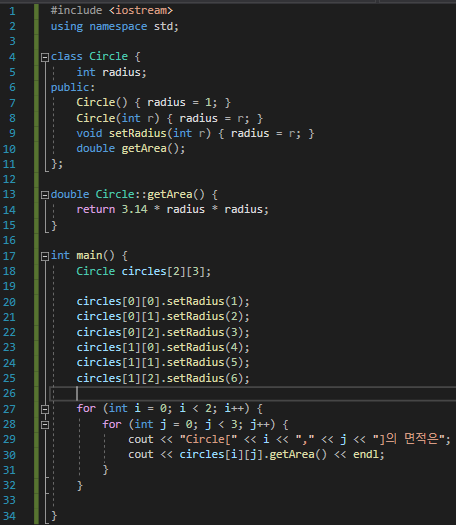 1 #include <iostream>
2 using namespace std;
3
4 class Circle {
5 int radius;
6 public:
7 Circle() { radius = 1; }
8 Circle(int r) { radius = r; }
9 void setRadius(int r) { radius = r; }
10 double getArea();
11 };
12
13 double Circle::getArea() {
14 return 3.14 * radius * radius;
15 }
16
17 int main() {
18 Circle circles[2][3];
19
20 circles[0][0].setRadius(1);
21 circles[0][1].setRadius(2);
22 circles[0][2].setRadius(3);
23 circles[1][0].setRadius(4);
24 circles[1][1].setRadius(5);
25 circles[1][2].setRadius(6);
26
27 for (int i = 0; i < 2; i++) {
28 for (int j = 0; j < 3; j++) {
29 cout << "Circle[" << i << "," << j << "]의 면적은";
30 cout << circles[i][j].getArea() << endl;
31 }
32 }
33
34 }